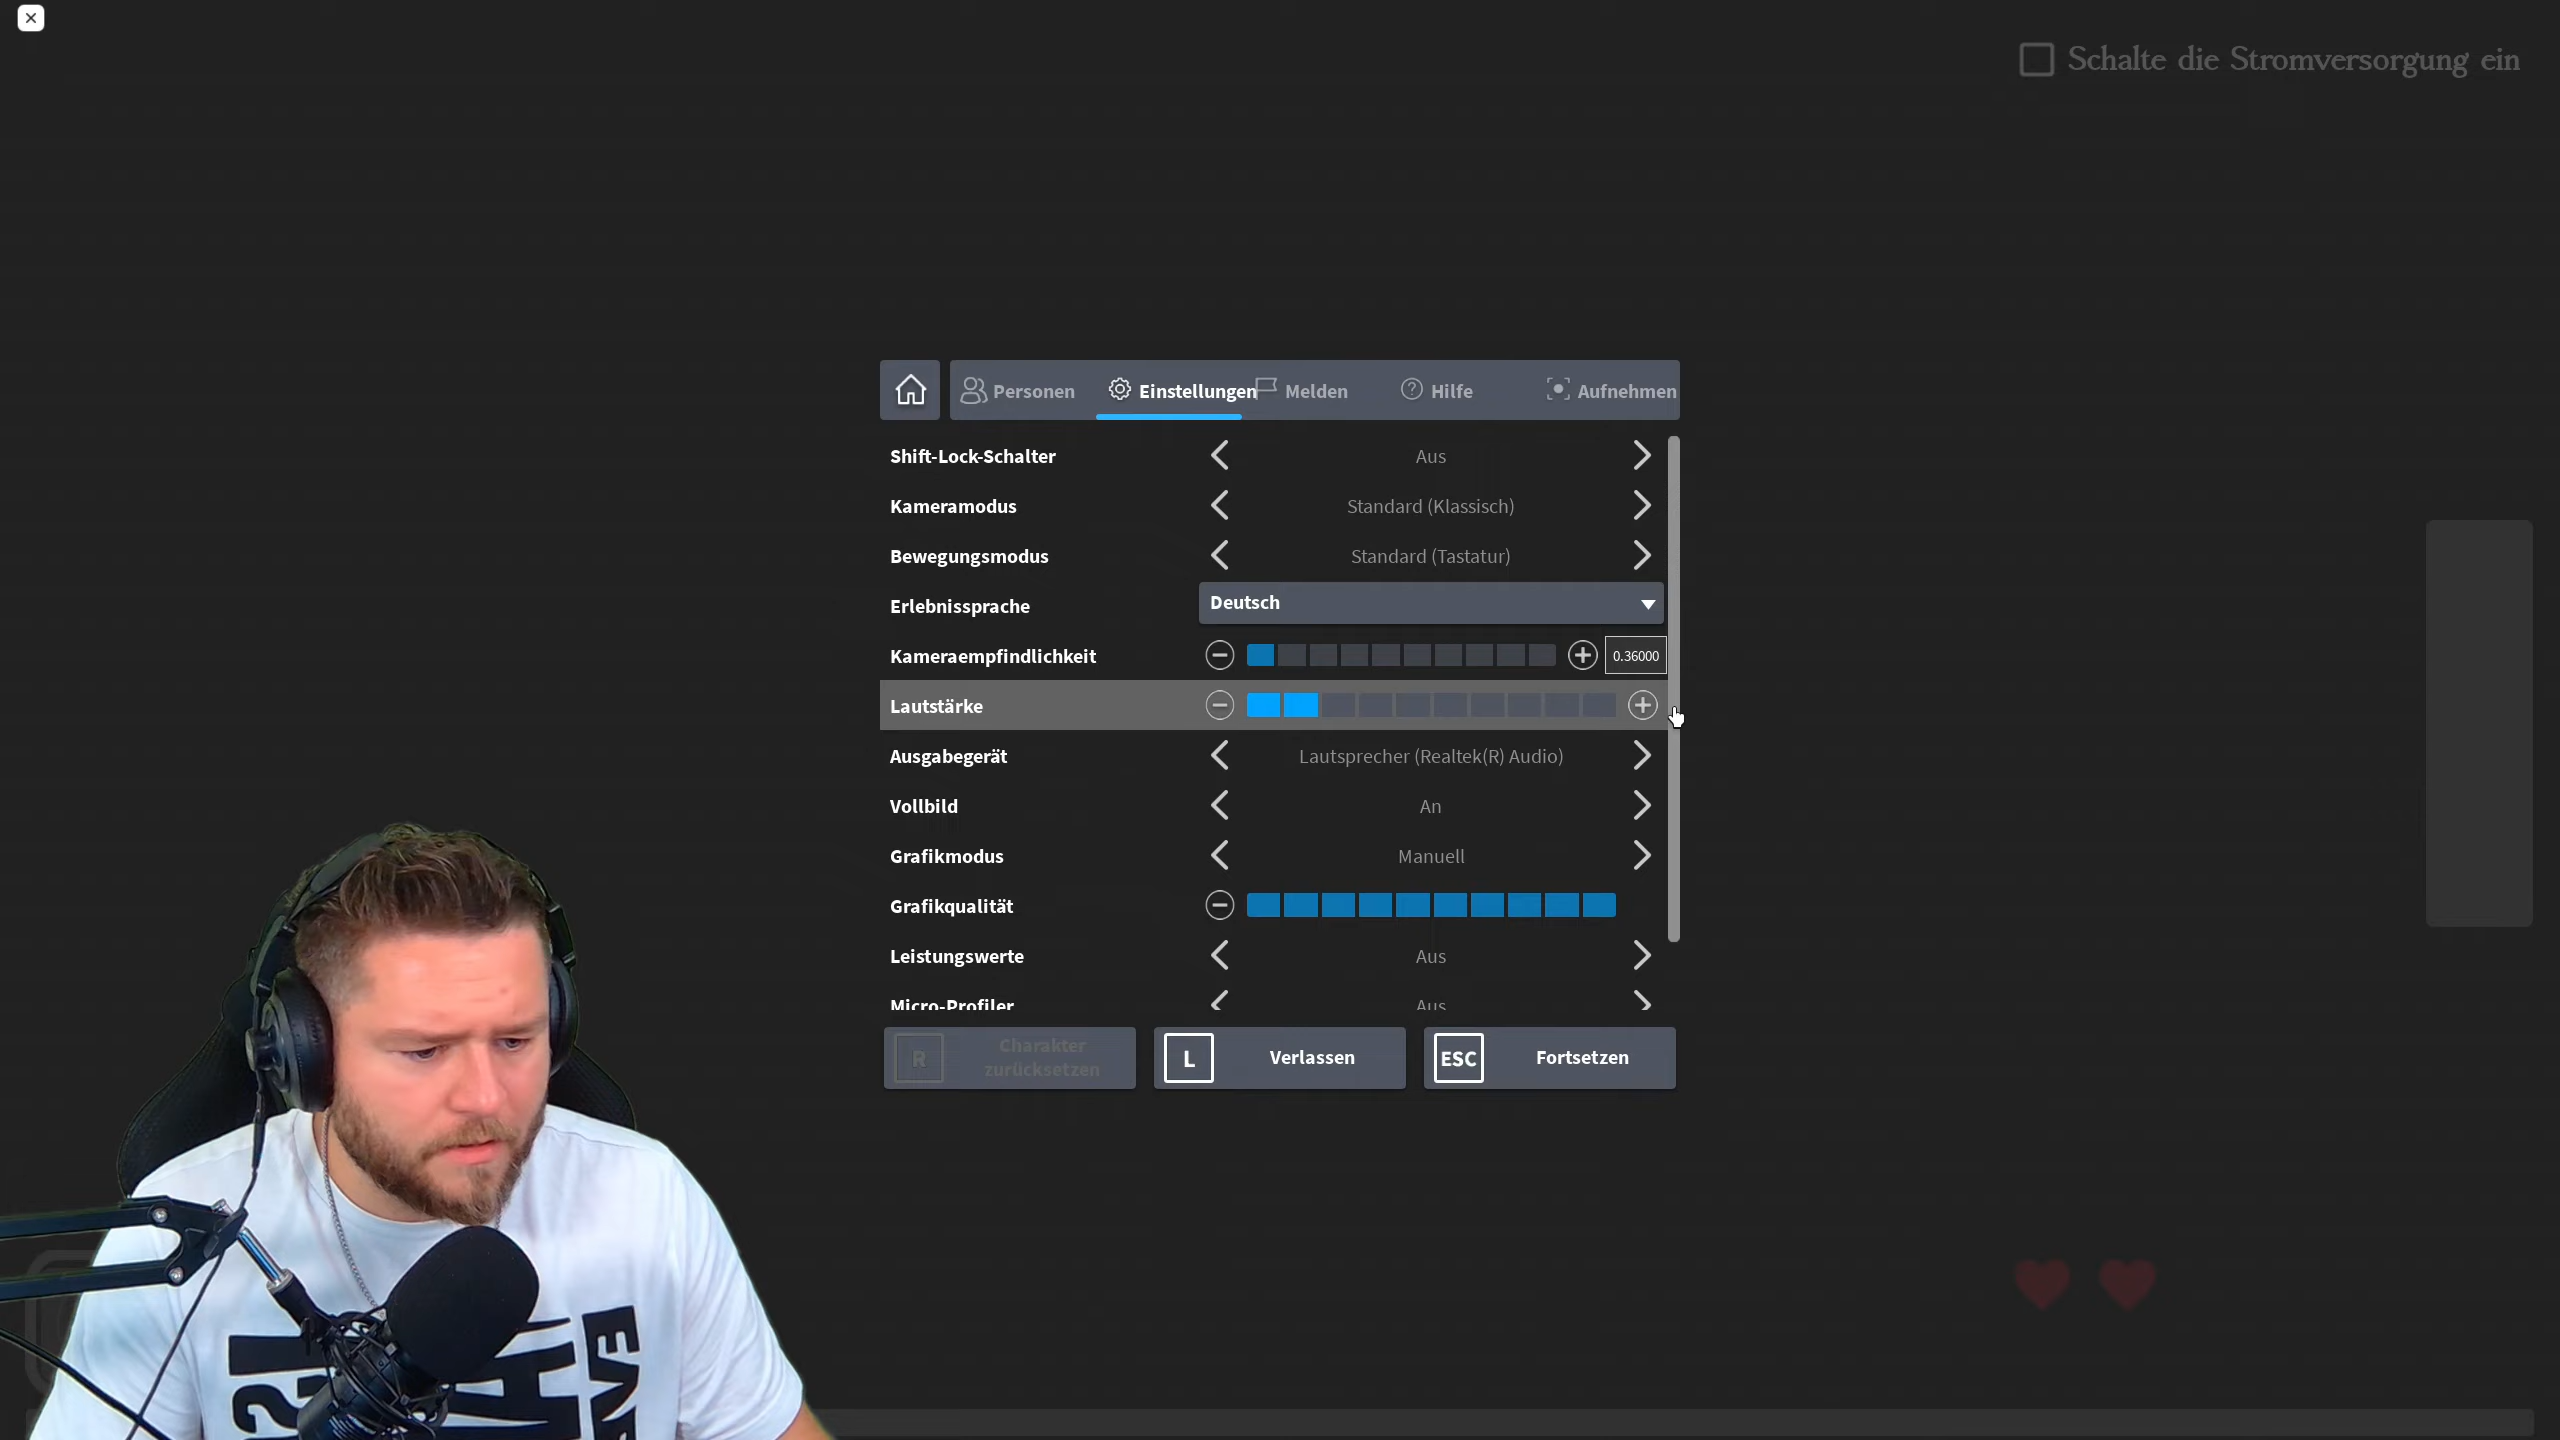 Schalte die Stromversorgung ein
Personen Einstellungen Melden Hilfe Aufnehmen
Shift-Lock-Schalter Aus
Kameramodus Standard (Klassisch)
Bewegungsmodus Standard (Tastatur)
Erlebnissprache Deutsch
Kameraempfindlichkeit 0.36000
Lautstärke
Ausgabegerät Lautsprecher (Realtek(R) Audio)
Vollbild An
Grafikmodus Manuell
Grafikqualität
Leistungswerte Aus
Micro-Profiler Aus
R Charakter zurücksetzen
L Verlassen
ESC Fortsetzen